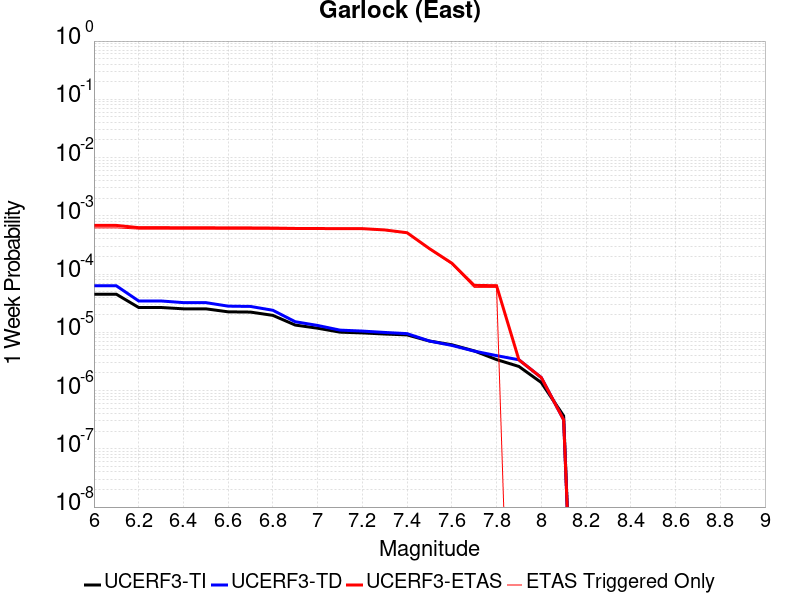 Garlock (East)
10^0
10^-1
10^-2
10^-3
10^-4
10^-5
10^-6
10^-7
10^-8
1 Week Probability
6 6.2 6.4 6.6 6.8 7 7.2 7.4 7.6 7.8 8 8.2 8.4 8.6 8.8 9
Magnitude
UCERF3-TI UCERF3-TD UCERF3-ETAS ETAS Triggered Only